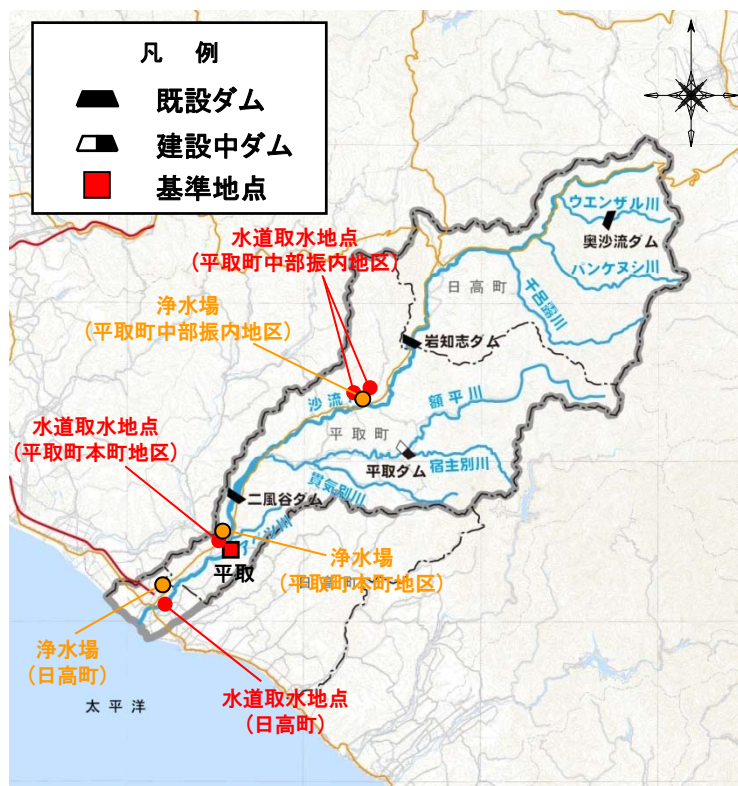 凡 例
既設ダム
建設中ダム
基準地点
水道取水地点
(平取町中部振内地区)
浄水場
(平取町中部振内地区)
ウエンザル川
奥沙流ダム
パンケヌシ川
日高町
千呂露川
岩知志ダム
沙流
額平川
水道取水地点
(平取町本町地区)
平取町
平取ダム
宿主別川
貫気別川
二風谷ダム
平取
浄水場
(平取町本町地区)
浄水場
(日高町)
水道取水地点
(日高町)
太平洋